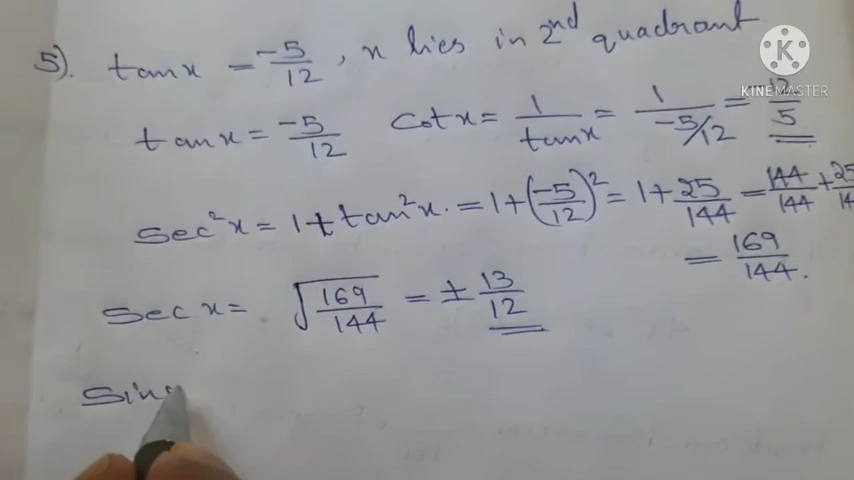 5). tan x = -5/12, x lies in 2nd quadrant
KINEMASTER
tan x = -5/12 cot x = 1/tan x = 1/-5/12 = -12/5
sec²x = 1 + tan²x. = 1 + (-5/12)² = 1 + 25/144 = 144/144 + 25/14
= 169/144.
sec x = √169/144 = ± 13/12
Sin x